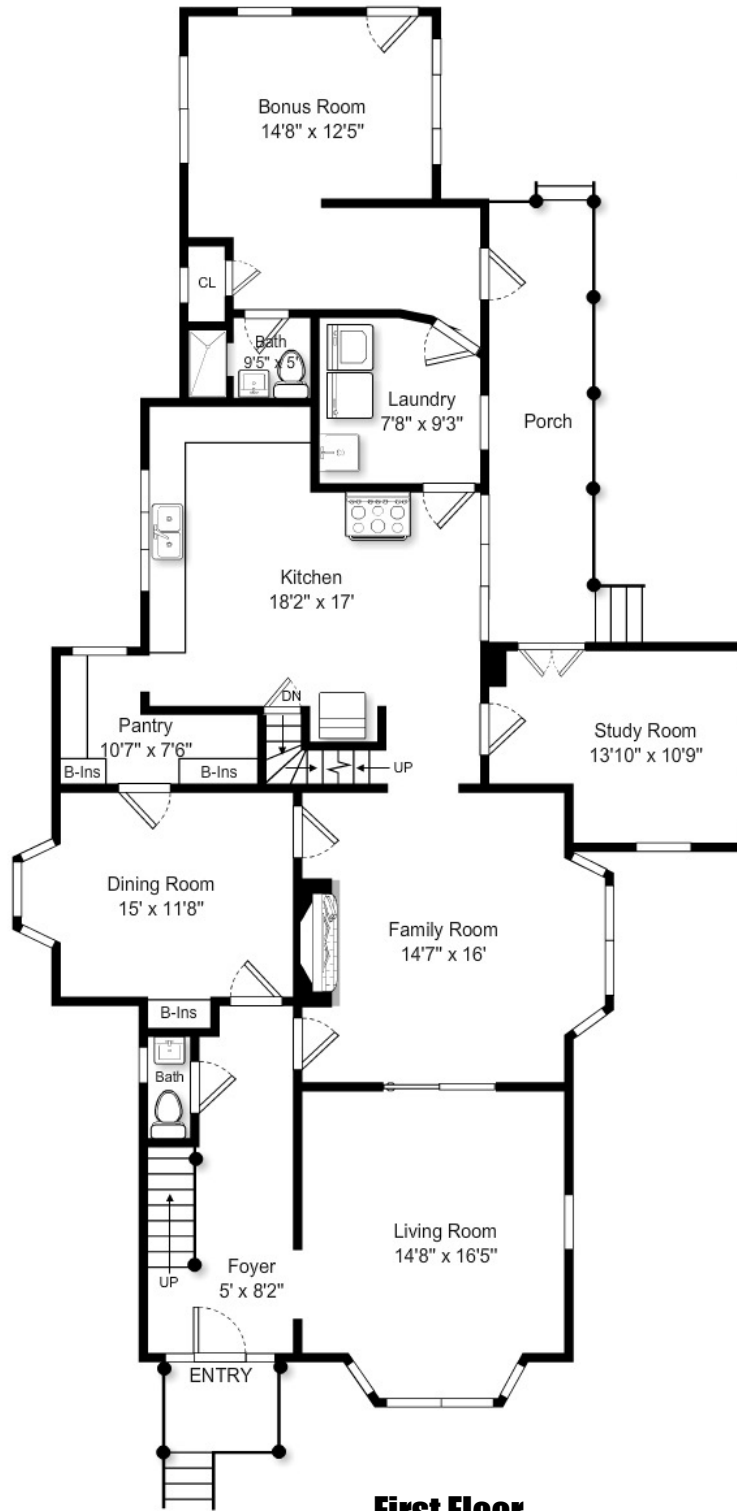 Bonus Room
14'8" x 12'5"
CL
Bath
9'5" x 5'
Laundry
7'8" x 9'3"
Porch
Kitchen
18'2" x 17'
DN
Pantry
10'7" x 7'6"
B-Ins
B-Ins
UP
Study Room
13'10" x 10'9"
Dining Room
15' x 11'8"
Family Room
14'7" x 16'
B-Ins
Bath
Living Room
14'8" x 16'5"
UP
Foyer
5' x 8'2"
ENTRY
First Floor